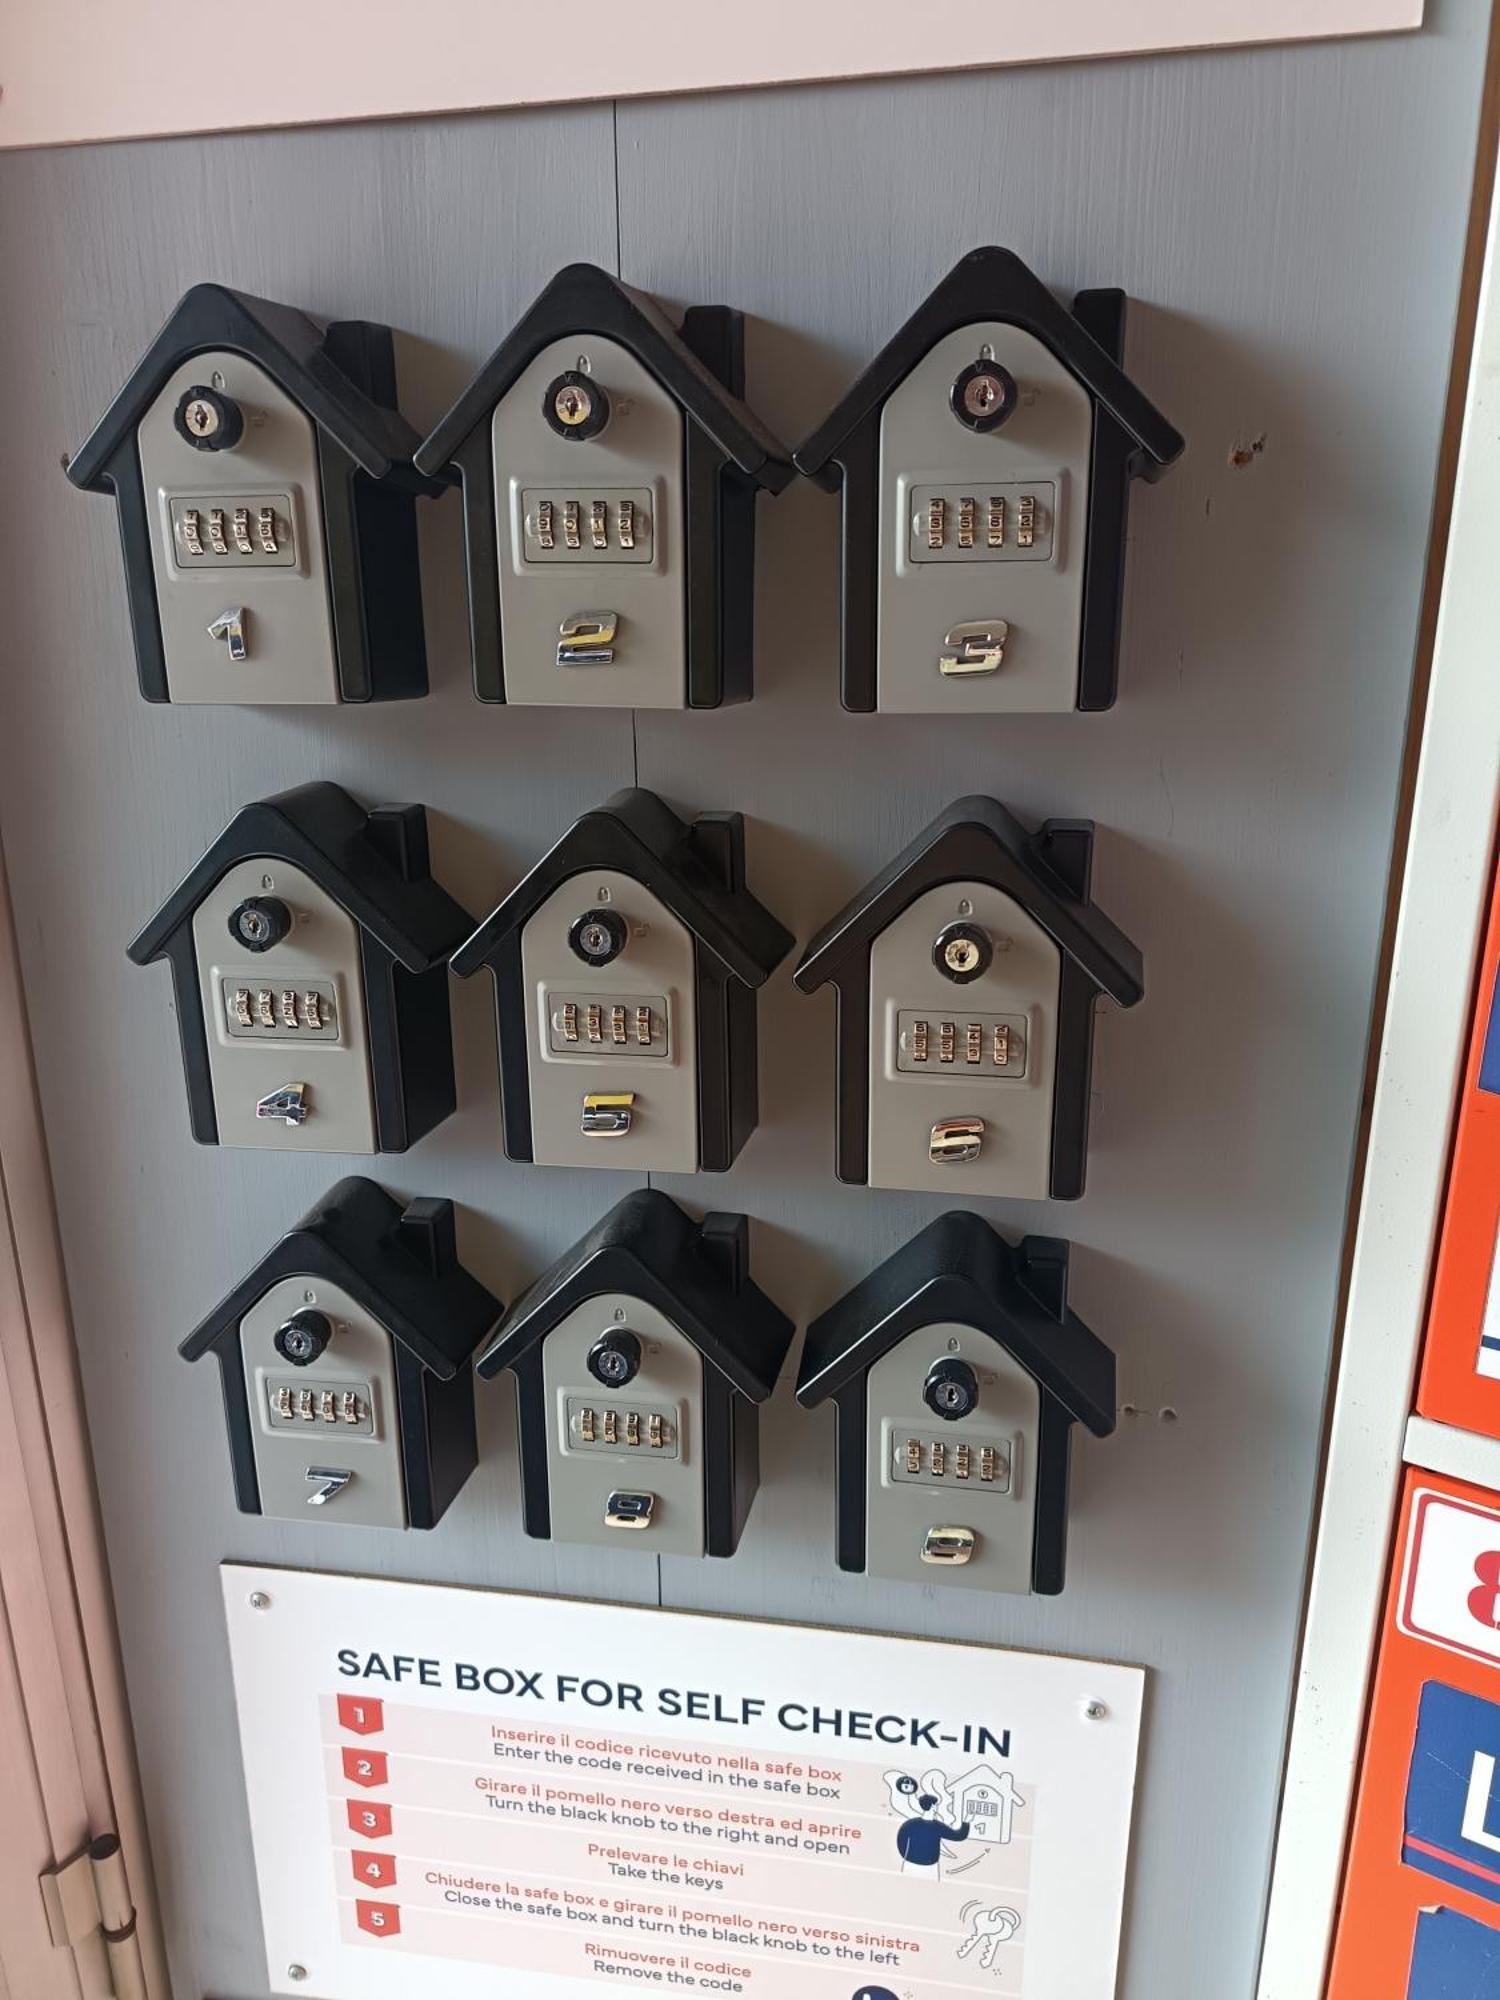 1
2
3
4
5
6
7
8
9
SAFE BOX FOR SELF CHECK-IN
1
Inserire il codice ricevuto nella safe box
Enter the code received in the safe box
2
Girare il pomello nero verso destra ed aprire
Turn the black knob to the right and open
3
Prelevare le chiavi
Take the keys
4
Chiudere la safe box e girare il pomello nero verso sinistra
Close the safe box and turn the black knob to the left
5
Rimuovere il codice
Remove the code